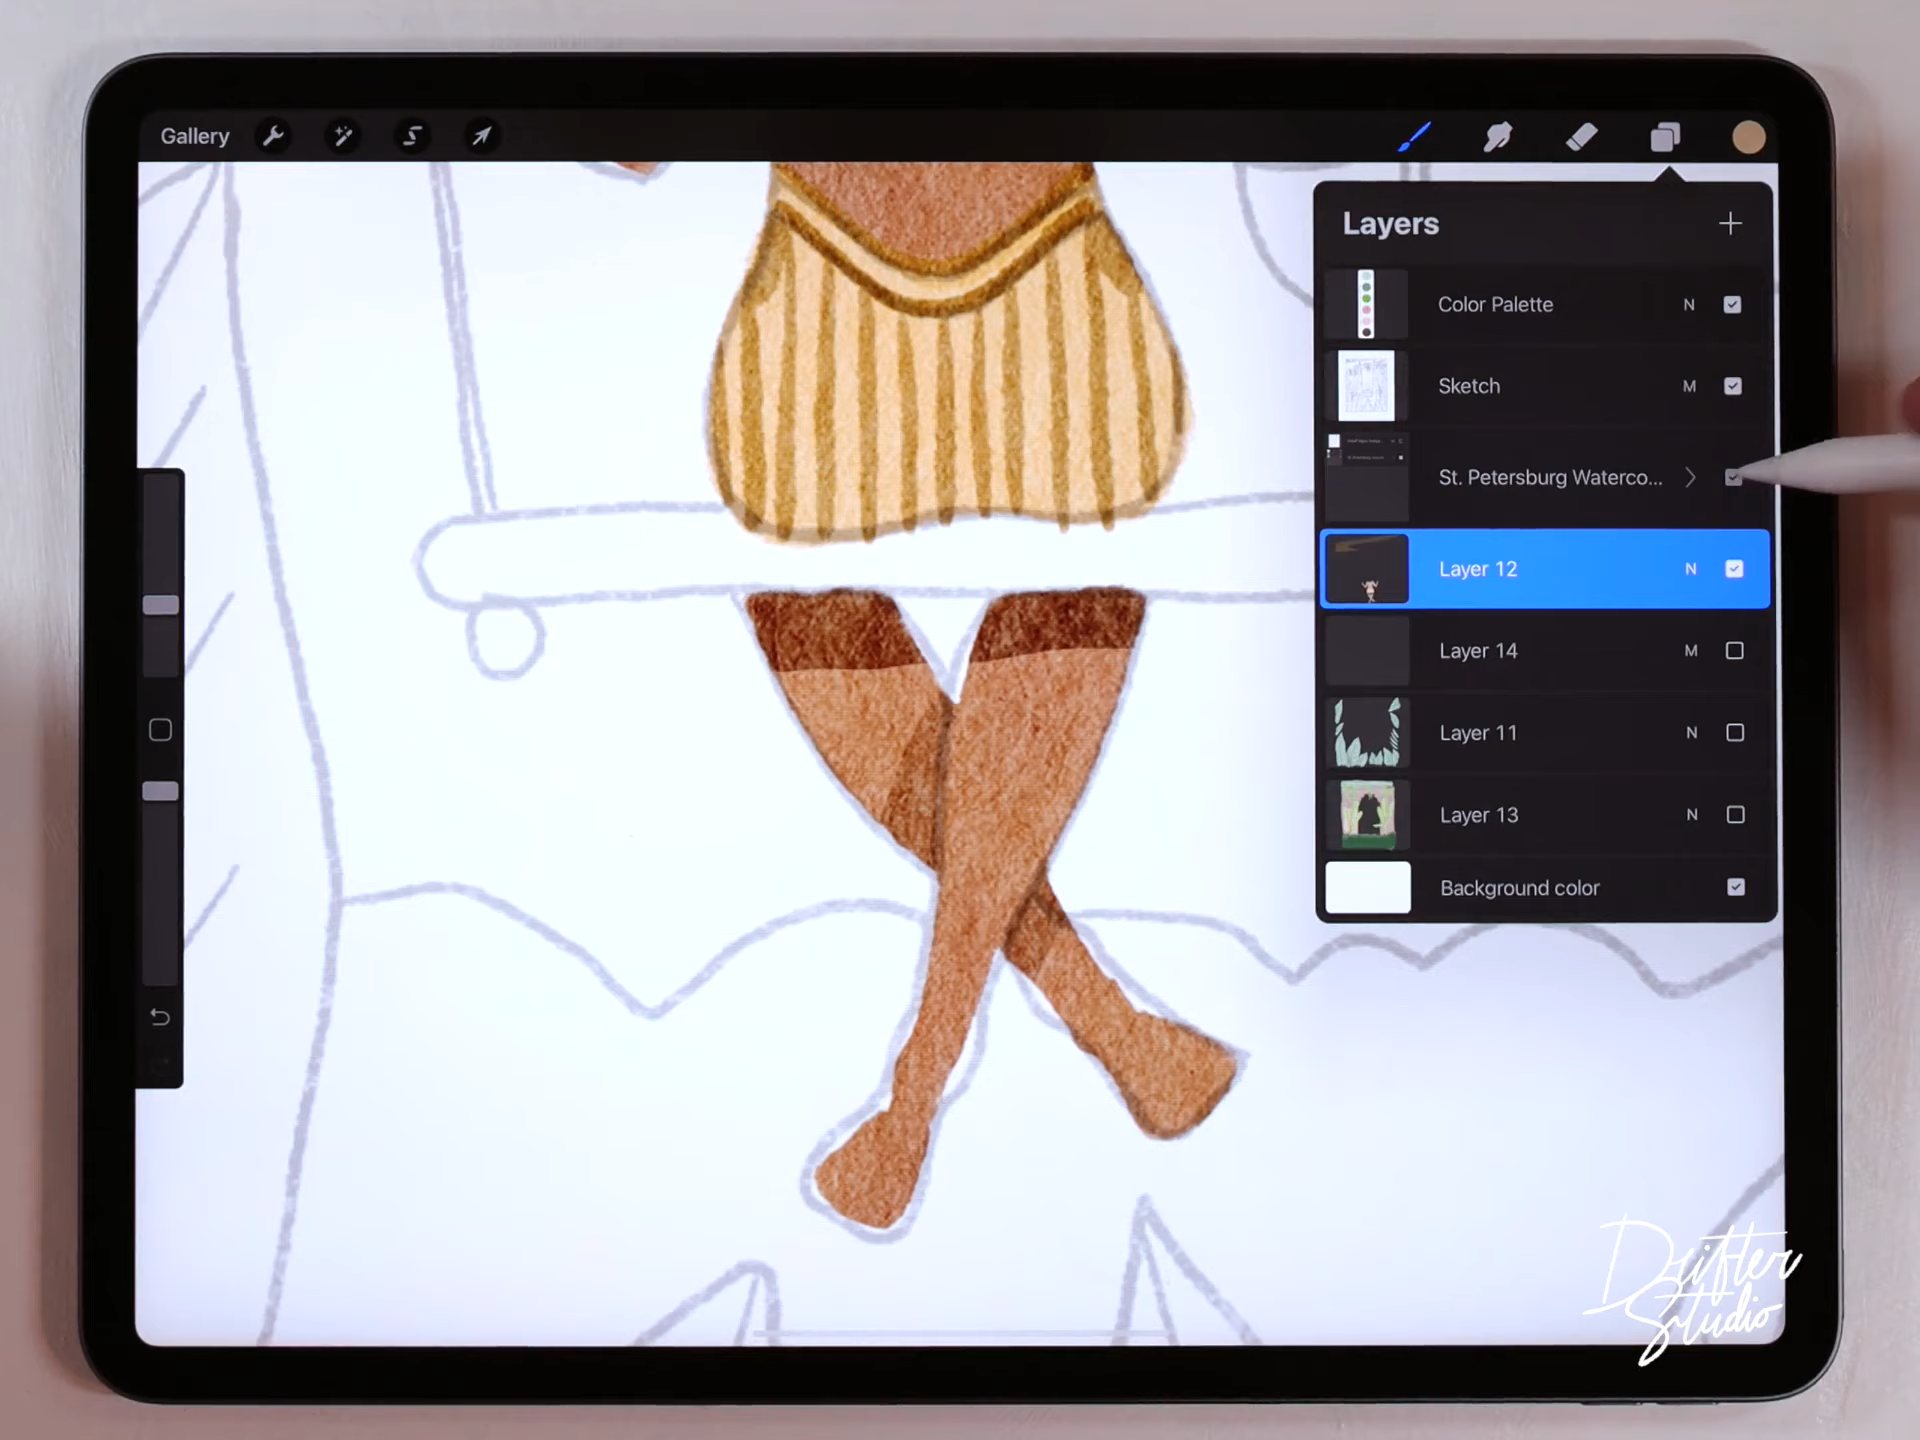 Gallery
Layers
Color Palette N
Sketch M
St. Petersburg Waterco...
Layer 12 N
Layer 14 M
Layer 11 N
Layer 13 N
Background color
Drifter
Studio